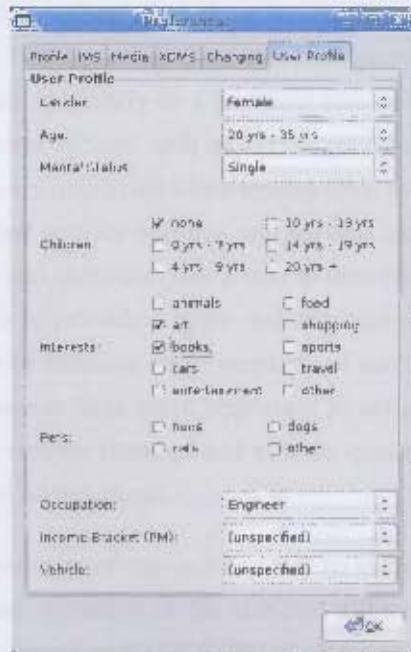 Preferences
Profile IMS Media XDMS Charging User Profile
User Profile
Gender: Female
Age: 20 yrs - 35 yrs
Marital Status Single
Children none 10 yrs - 13 yrs
0 yrs - 3 yrs 14 yrs - 19 yrs
4 yrs - 9 yrs 20 yrs +
Interests: animals food
art shopping
books sports
cars travel
entertainment other
Pets: none dogs
cats other
Occupation: Engineer
Income Bracket (PM): (unspecified)
Vehicle: (unspecified)
OK